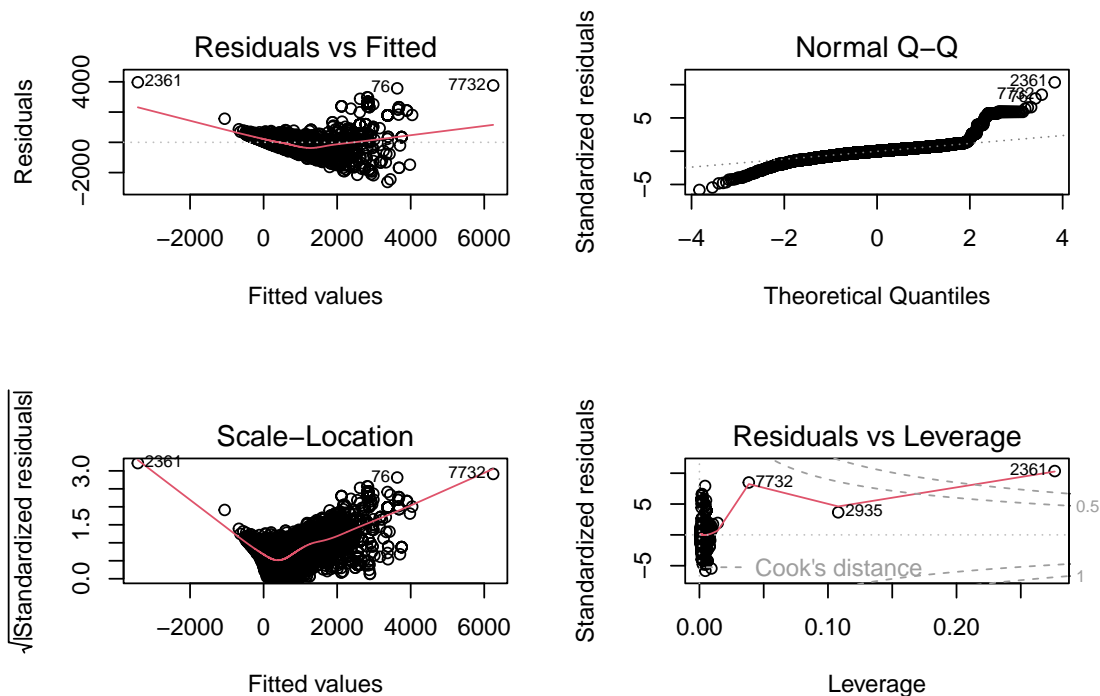 Residuals vs Fitted
Residuals
4000
−2000
2361
76
7732
−2000 0 2000 4000 6000
Fitted values
Normal Q−Q
Standardized residuals
5
−5
2361
7732
−4 −2 0 2 4
Theoretical Quantiles
Scale−Location
√|Standardized residuals|
3.0
1.5
0.0
2361
76
7732
−2000 0 2000 4000 6000
Fitted values
Residuals vs Leverage
Standardized residuals
5
−5
7732
2935
2361
0.5
1
Cook's distance
0.00 0.10 0.20
Leverage